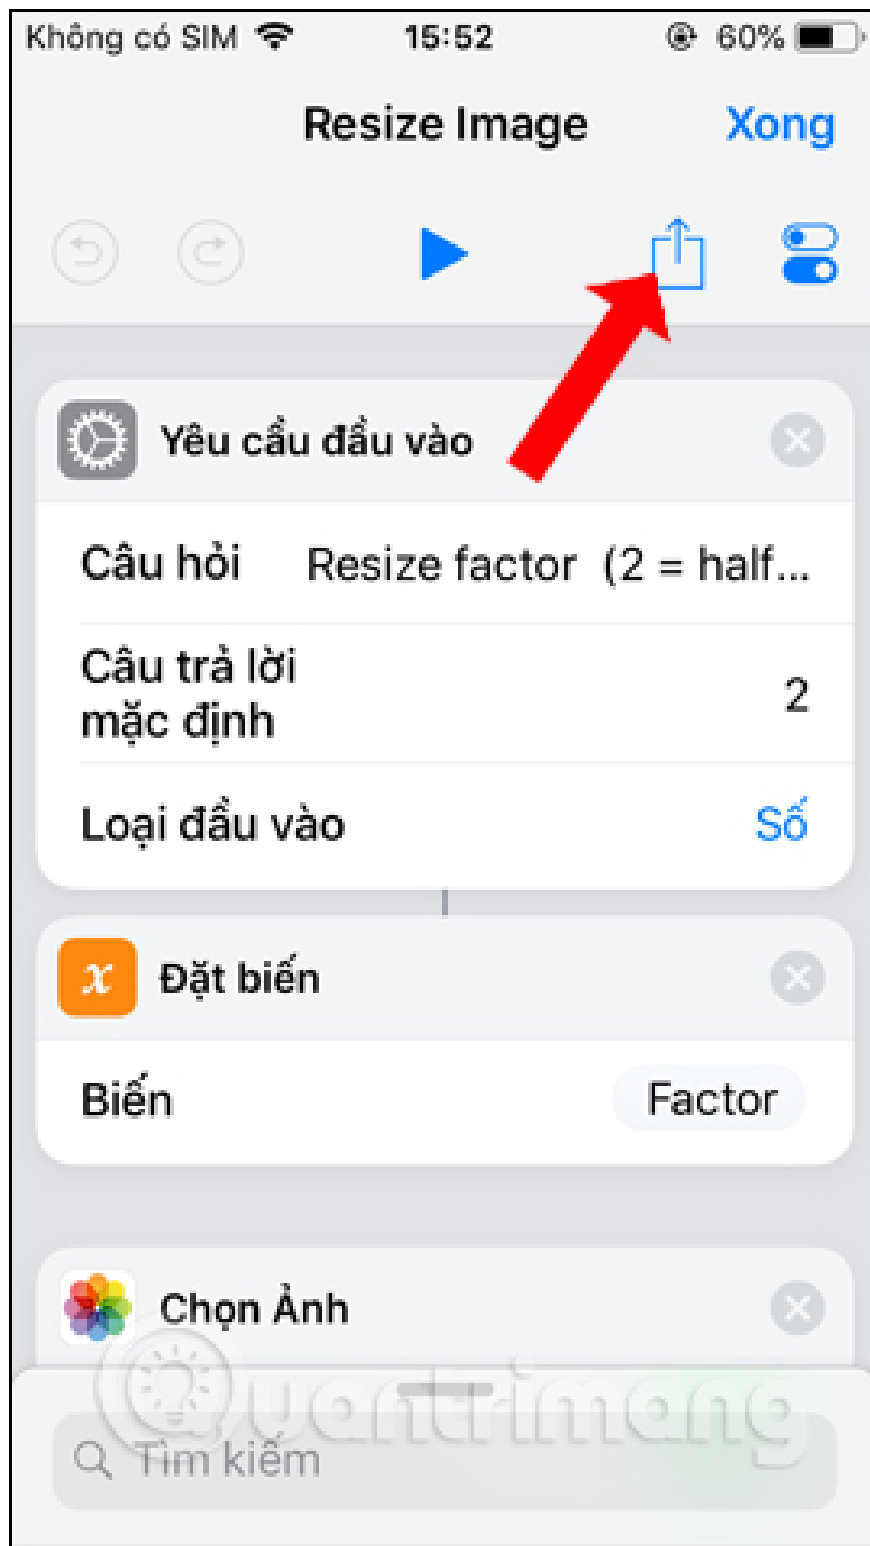 Không có SIM 15:52 60%
Resize Image Xong
Yêu cầu đầu vào
Câu hỏi Resize factor (2 = half...
Câu trả lời
mặc định 2
Loại đầu vào Số
x Đặt biến
Biến Factor
Chọn Ảnh
Quantrimang
Tìm kiếm